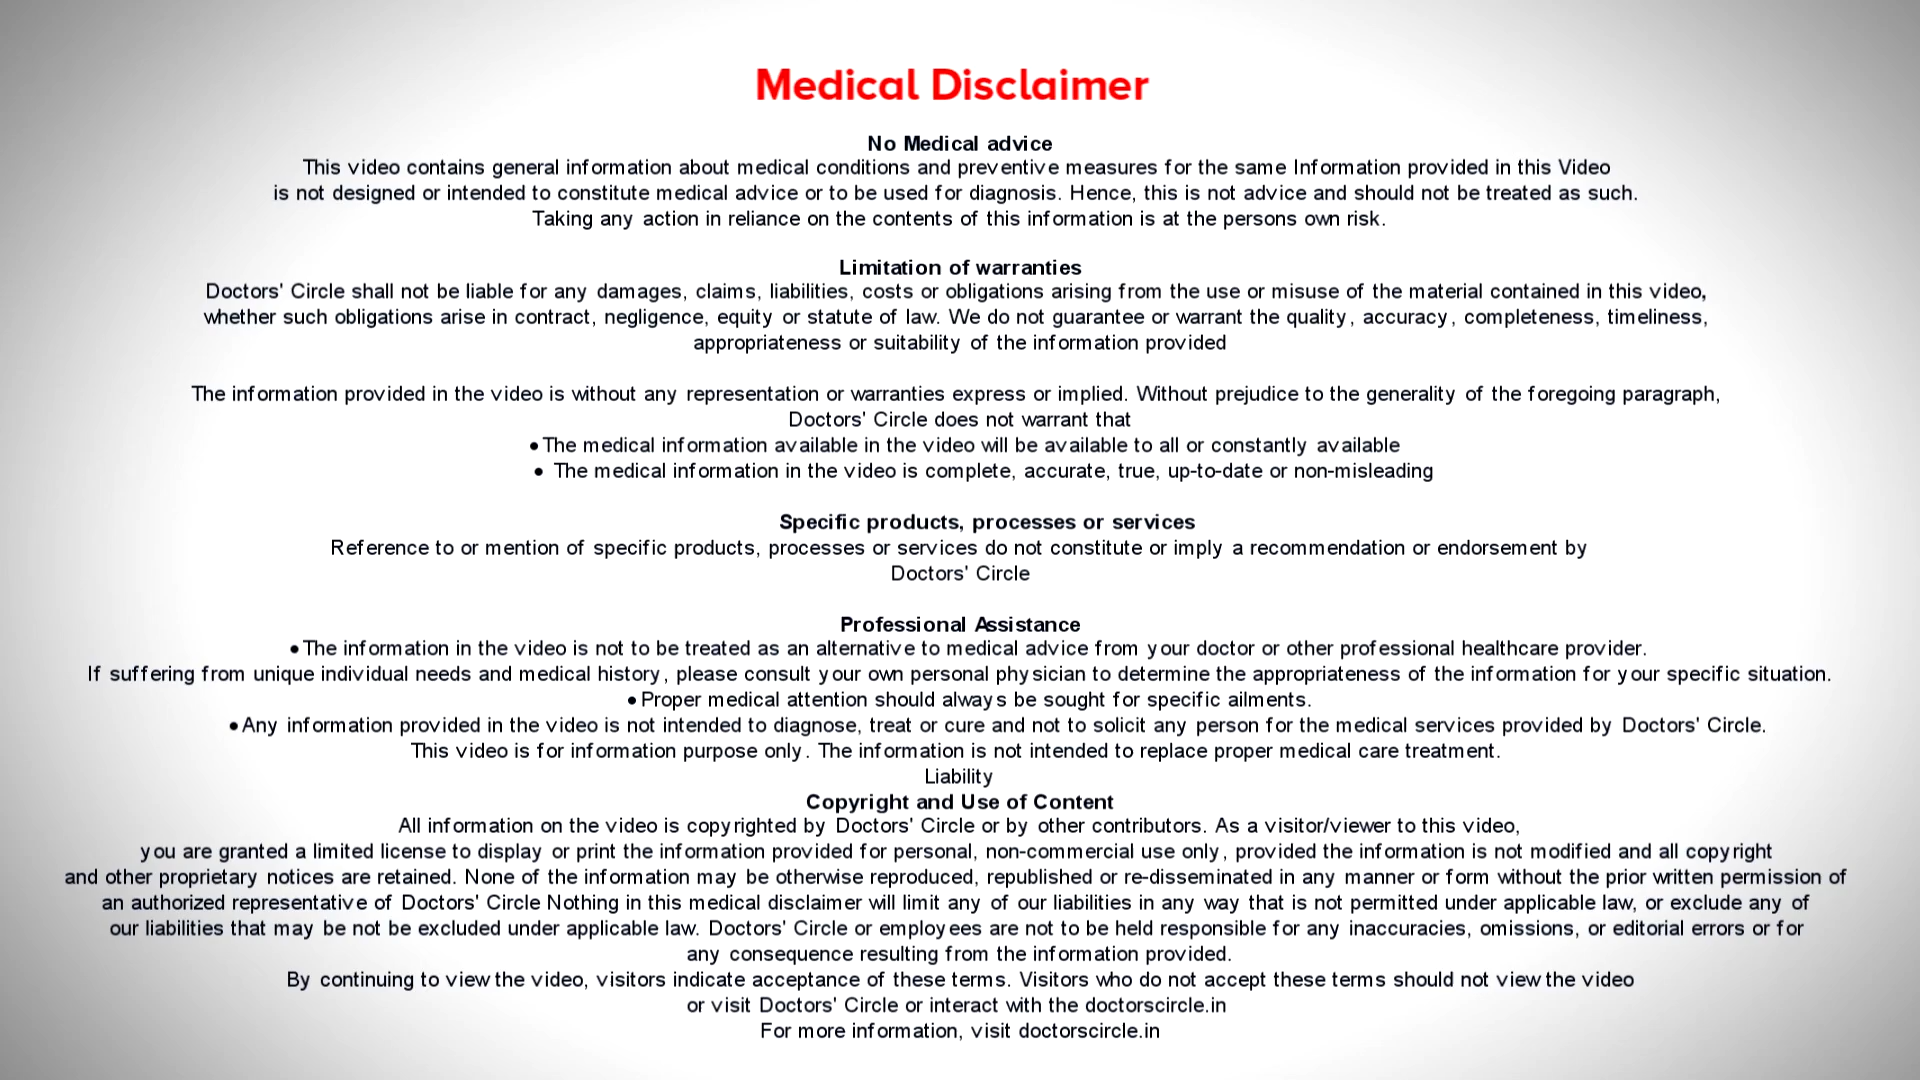 Medical Disclaimer
No Medical advice
This video contains general information about medical conditions and preventive measures for the same Information provided in this Video
is not designed or intended to constitute medical advice or to be used for diagnosis. Hence, this is not advice and should not be treated as such.
Taking any action in reliance on the contents of this information is at the persons own risk.
Limitation of warranties
Doctors' Circle shall not be liable for any damages, claims, liabilities, costs or obligations arising from the use or misuse of the material contained in this video,
whether such obligations arise in contract, negligence, equity or statute of law. We do not guarantee or warrant the quality, accuracy, completeness, timeliness,
appropriateness or suitability of the information provided
The information provided in the video is without any representation or warranties express or implied. Without prejudice to the generality of the foregoing paragraph,
Doctors' Circle does not warrant that
• The medical information available in the video will be available to all or constantly available
• The medical information in the video is complete, accurate, true, up-to-date or non-misleading
Specific products, processes or services
Reference to or mention of specific products, processes or services do not constitute or imply a recommendation or endorsement by
Doctors' Circle
Professional Assistance
• The information in the video is not to be treated as an alternative to medical advice from your doctor or other professional healthcare provider.
If suffering from unique individual needs and medical history, please consult your own personal physician to determine the appropriateness of the information for your specific situation.
• Proper medical attention should always be sought for specific ailments.
• Any information provided in the video is not intended to diagnose, treat or cure and not to solicit any person for the medical services provided by Doctors' Circle.
This video is for information purpose only. The information is not intended to replace proper medical care treatment.
Liability
Copyright and Use of Content
All information on the video is copyrighted by Doctors' Circle or by other contributors. As a visitor/viewer to this video,
you are granted a limited license to display or print the information provided for personal, non-commercial use only, provided the information is not modified and all copyright
and other proprietary notices are retained. None of the information may be otherwise reproduced, republished or re-disseminated in any manner or form without the prior written permission of
an authorized representative of Doctors' Circle Nothing in this medical disclaimer will limit any of our liabilities in any way that is not permitted under applicable law, or exclude any of
our liabilities that may be not be excluded under applicable law. Doctors' Circle or employees are not to be held responsible for any inaccuracies, omissions, or editorial errors or for
any consequence resulting from the information provided.
By continuing to view the video, visitors indicate acceptance of these terms. Visitors who do not accept these terms should not view the video
or visit Doctors' Circle or interact with the doctorscircle.in
For more information, visit doctorscircle.in